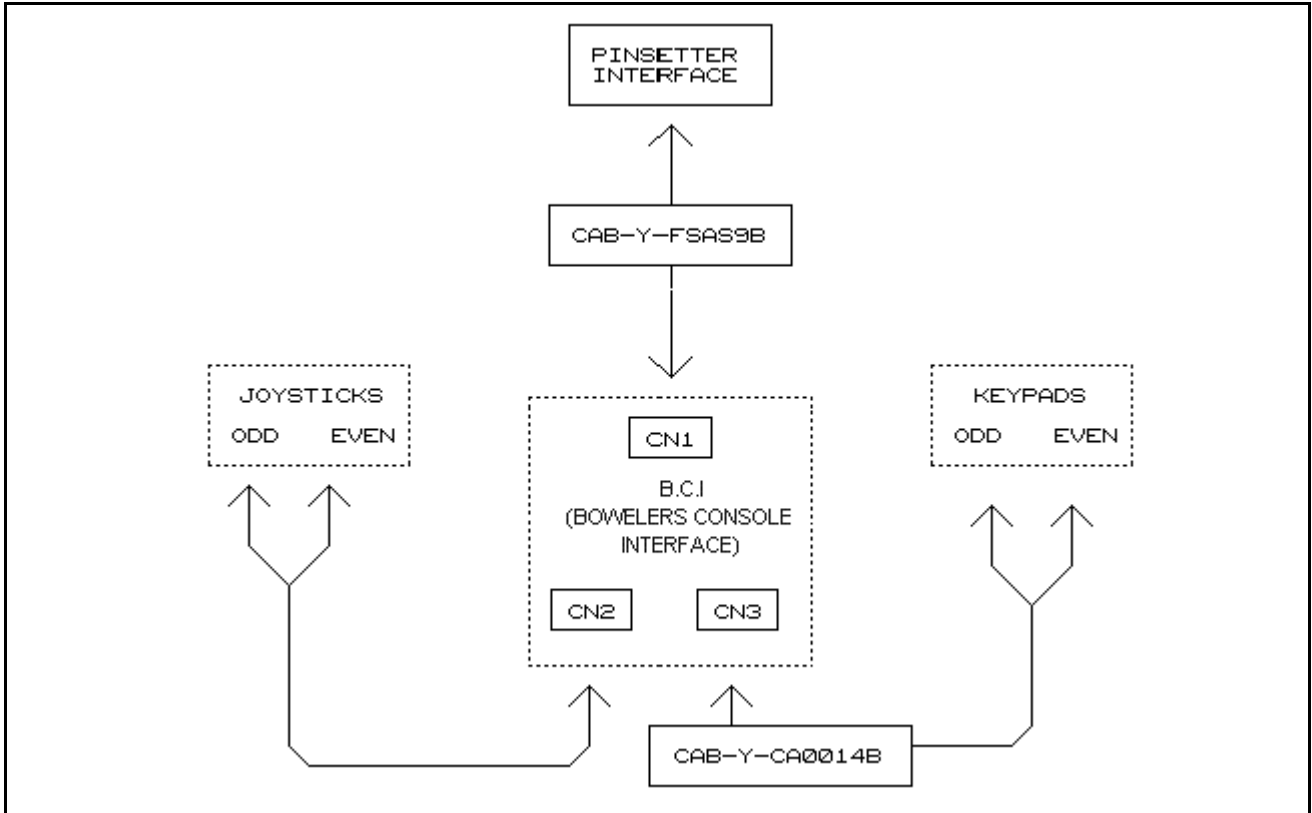 PINSETTER
INTERFACE
CAB-Y-FSAS9B
JOYSTICKS
ODD EVEN
KEYPADS
ODD EVEN
CN1
B.C.I
(BOWELERS CONSOLE
INTERFACE)
CN2 CN3
CAB-Y-CA0014B